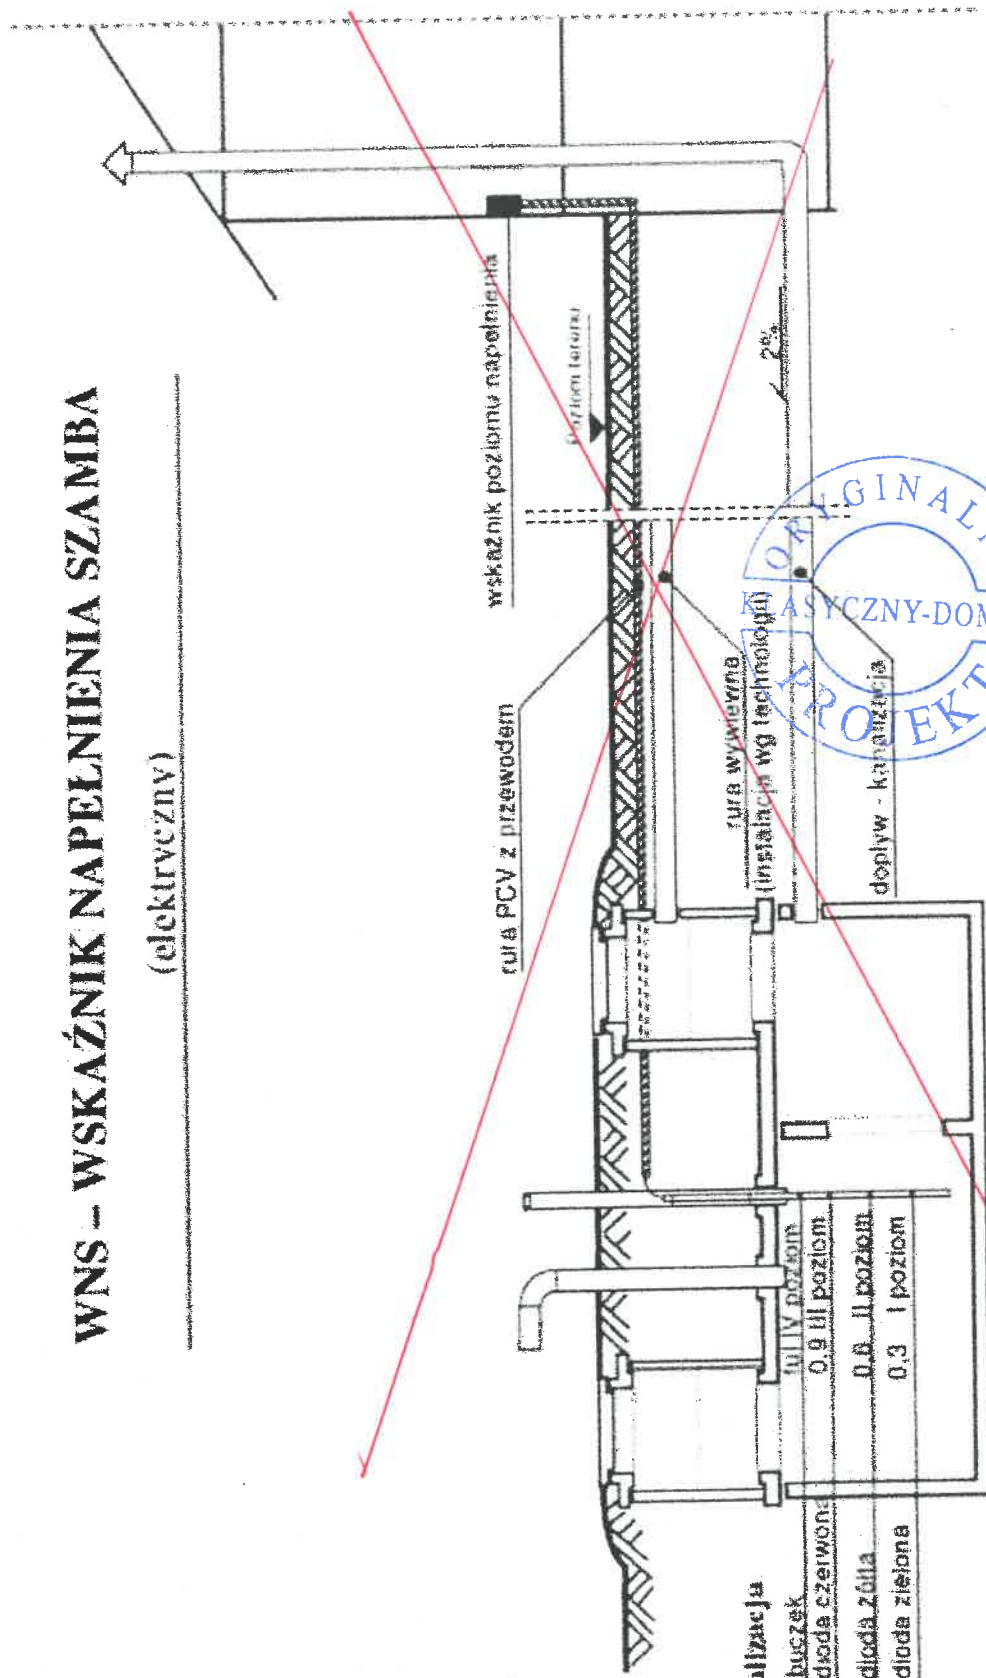 WNS – WSKAŹNIK NAPEŁNIENIA SZAMBA
(elektryczny)
wskaźnik poziomu napełnienia
Poziom terenu
rura PCV z przewodem
2%
rura wywiewna
(instalacja wg technologii)
dopływ - kanalizacja
IV poziom
0,9 III poziom
0,6 II poziom
0,3 I poziom
buczek
dioda czerwona
dioda żółta
dioda zielona
ORYGINAL
KLASYCZNY-DOM
PROJEKT